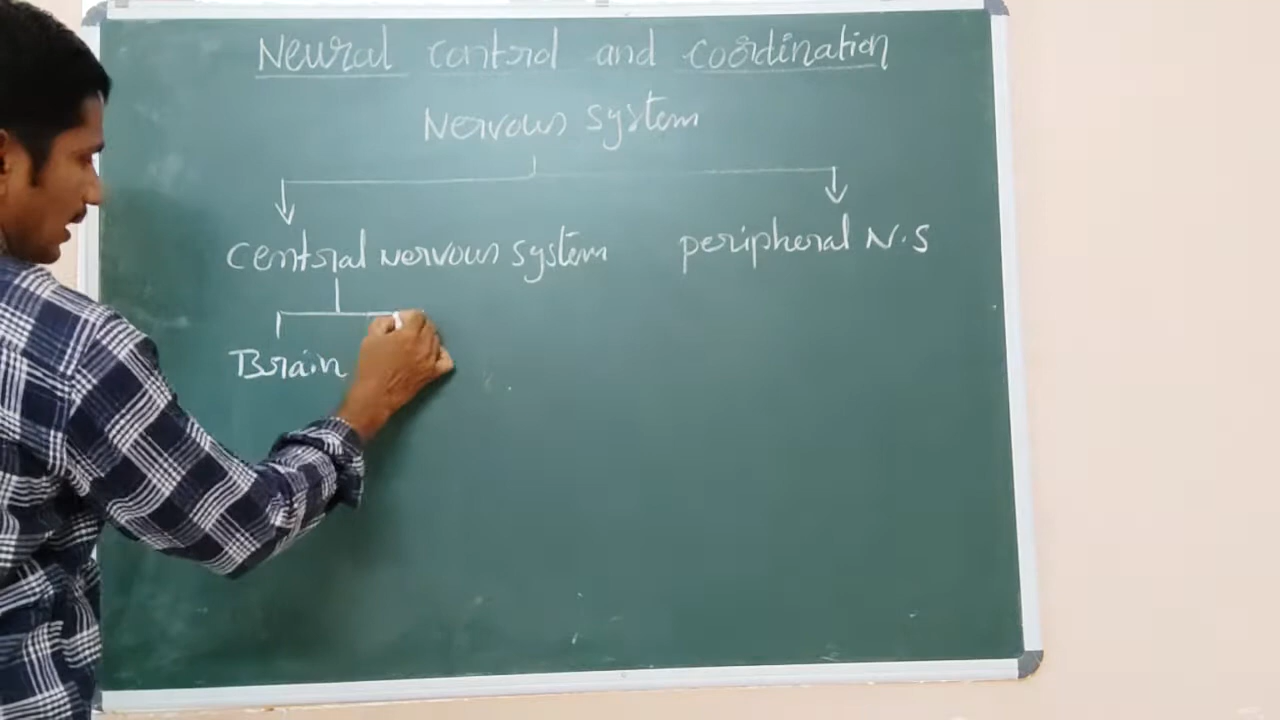 Neural control and coordination
Nervous system
central nervous system peripheral N.S
Brain